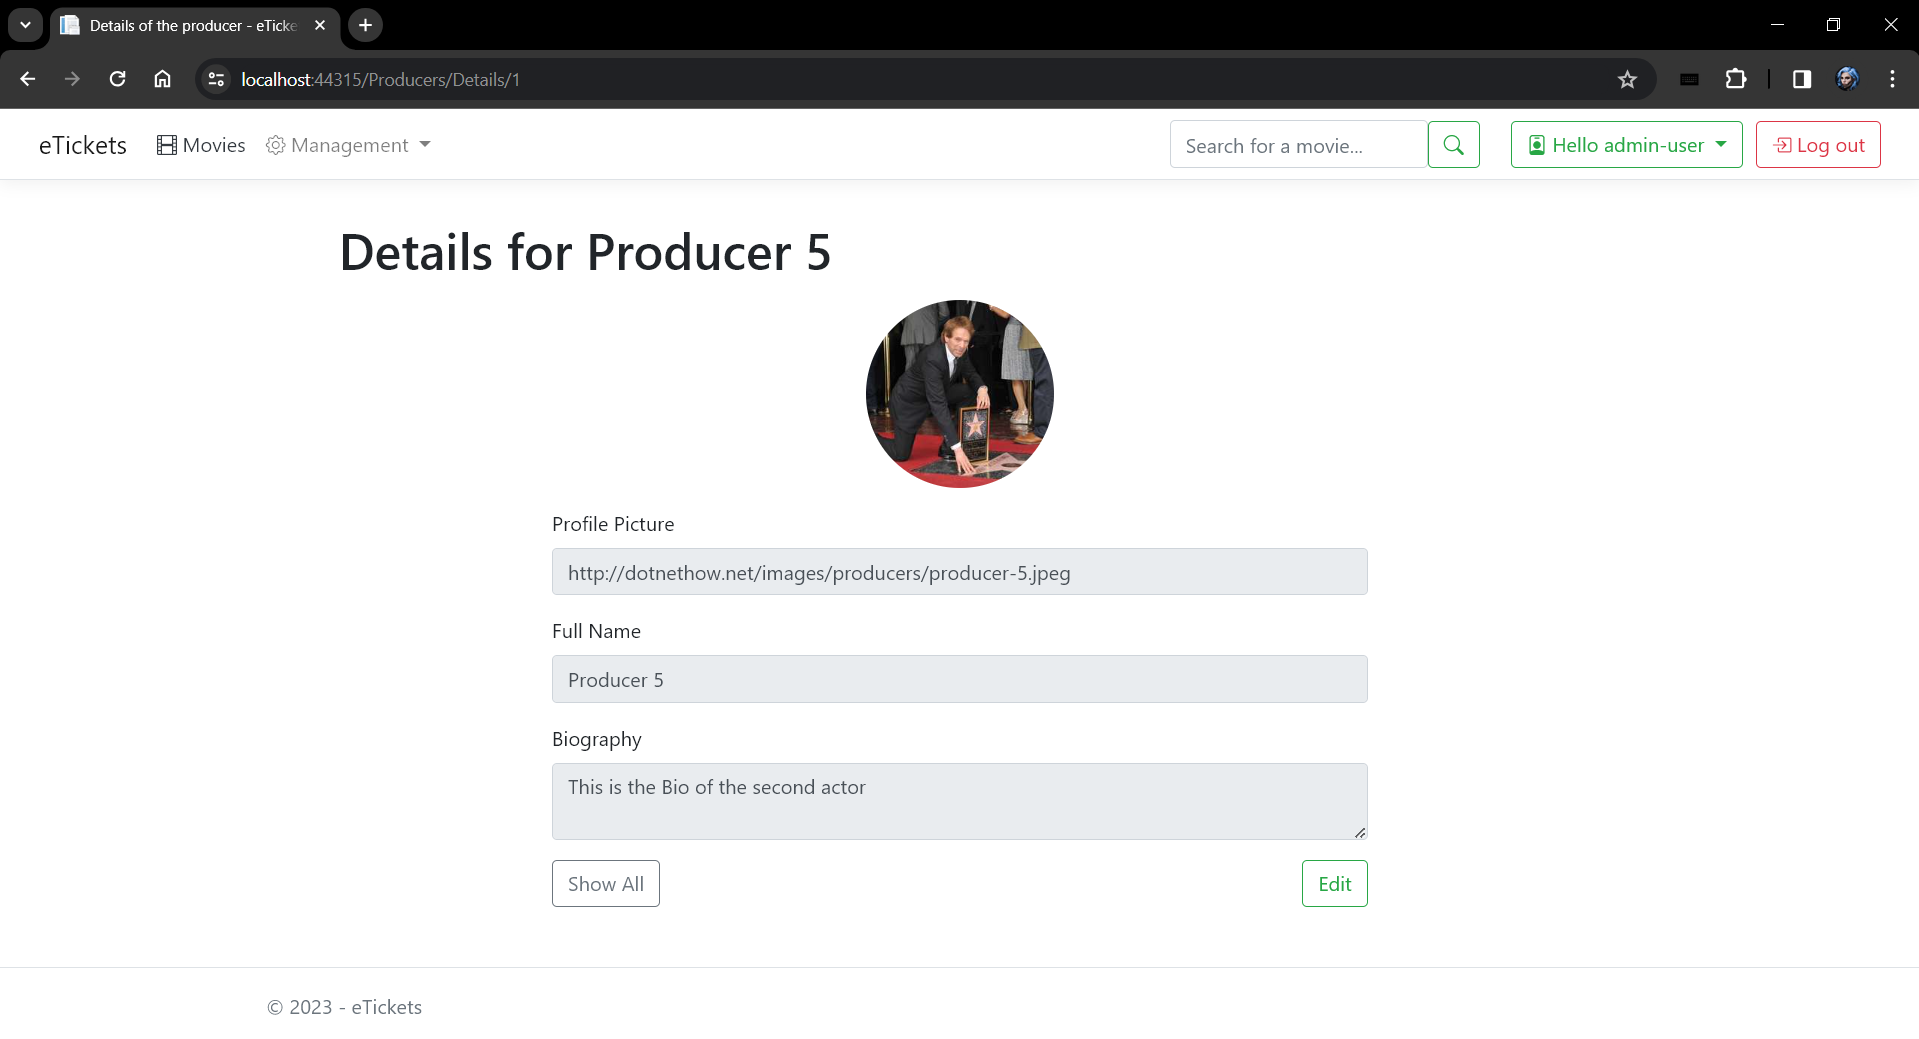 Details of the producer - eTicke
localhost:44315/Producers/Details/1
eTickets Movies Management Search for a movie... Hello admin-user Log out
Details for Producer 5
Profile Picture
http://dotnethow.net/images/producers/producer-5.jpeg
Full Name
Producer 5
Biography
This is the Bio of the second actor
Show All Edit
© 2023 - eTickets